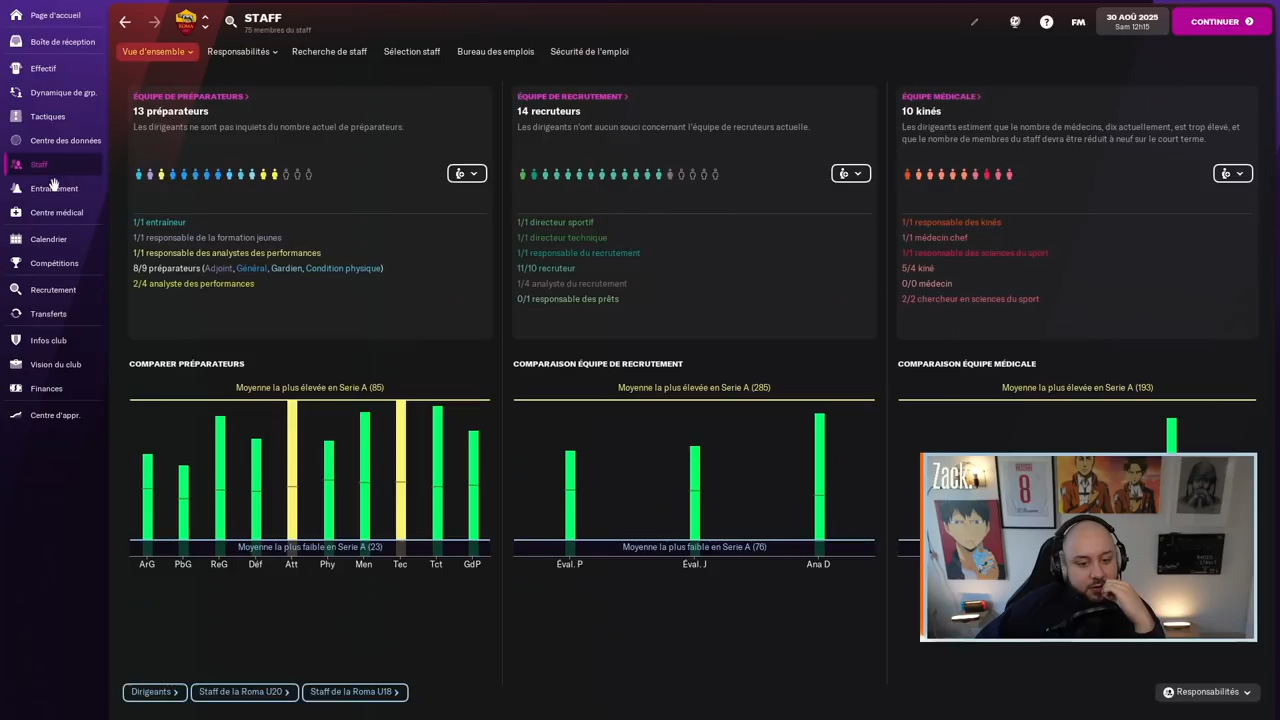 Page d'accueil
Boîte de réception
Effectif
Dynamique de grp.
Tactiques
Centre des données
Staff
Entraînement
Centre médical
Calendrier
Compétitions
Recrutement
Transferts
Infos club
Vision du club
Finances
Centre d'appr.
STAFF
75 membres du staff
FM
30 AOÛ 2025
Sam 12h15
CONTINUER
Vue d'ensemble
Responsabilités
Recherche de staff
Sélection staff
Bureau des emplois
Sécurité de l'emploi
ÉQUIPE DE PRÉPARATEURS >
13 préparateurs
Les dirigeants ne sont pas inquiets du nombre actuel de préparateurs.
1/1 entraîneur
1/1 responsable de la formation jeunes
1/1 responsable des analystes des performances
8/9 préparateurs (Adjoint, Général, Gardien, Condition physique)
2/4 analyste des performances
ÉQUIPE DE RECRUTEMENT >
14 recruteurs
Les dirigeants n'ont aucun souci concernant l'équipe de recruteurs actuelle.
1/1 directeur sportif
1/1 directeur technique
1/1 responsable du recrutement
11/10 recruteur
1/4 analyste du recrutement
0/1 responsable des prêts
ÉQUIPE MÉDICALE >
10 kinés
Les dirigeants estiment que le nombre de médecins, dix actuellement, est trop élevé, et
que le nombre de membres du staff devra être réduit à neuf sur le court terme.
1/1 responsable des kinés
1/1 médecin chef
1/1 responsable des sciences du sport
5/4 kiné
0/0 médecin
2/2 chercheur en sciences du sport
COMPARER PRÉPARATEURS
Moyenne la plus élevée en Serie A (85)
Moyenne la plus faible en Serie A (23)
ArG PbG ReG Déf Att Phy Men Tec Tct GdP
COMPARAISON ÉQUIPE DE RECRUTEMENT
Moyenne la plus élevée en Serie A (285)
Moyenne la plus faible en Serie A (76)
Éval. P Éval. J Ana D
COMPARAISON ÉQUIPE MÉDICALE
Moyenne la plus élevée en Serie A (193)
Zack.
8
Dirigeants >
Staff de la Roma U20 >
Staff de la Roma U18 >
Responsabilités